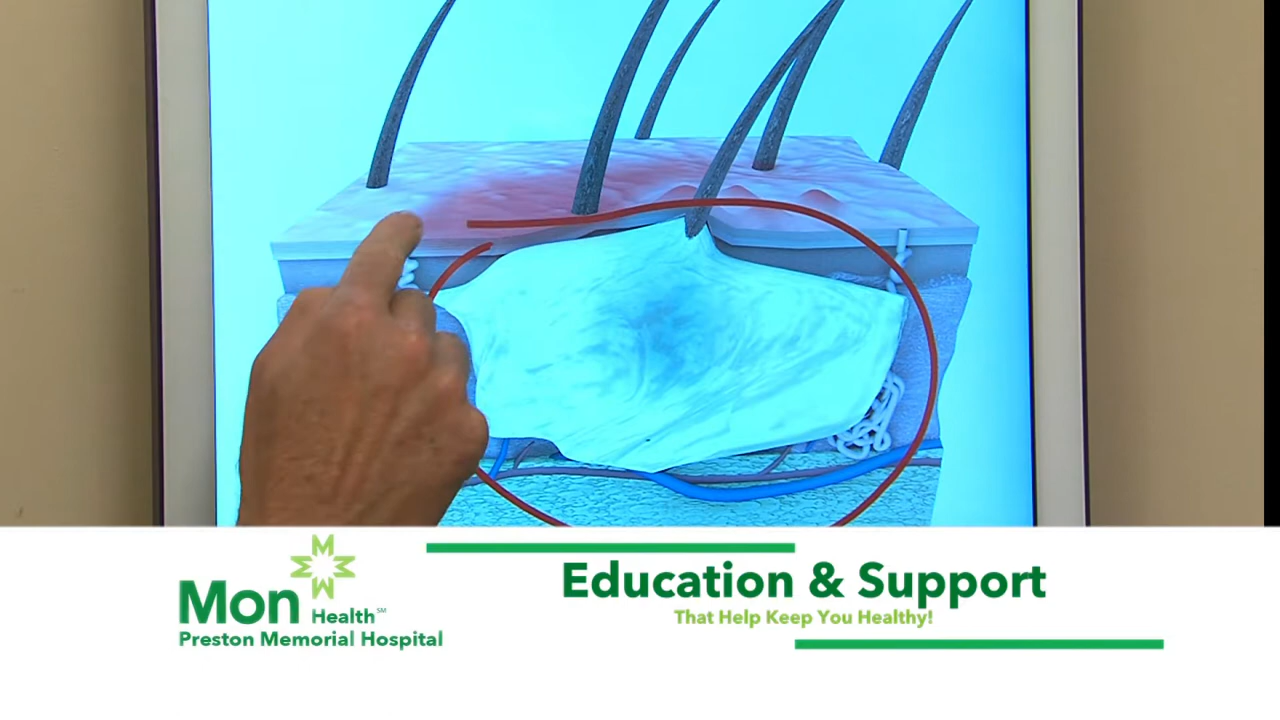 Mon
Health℠
Preston Memorial Hospital
Education & Support
That Help Keep You Healthy!